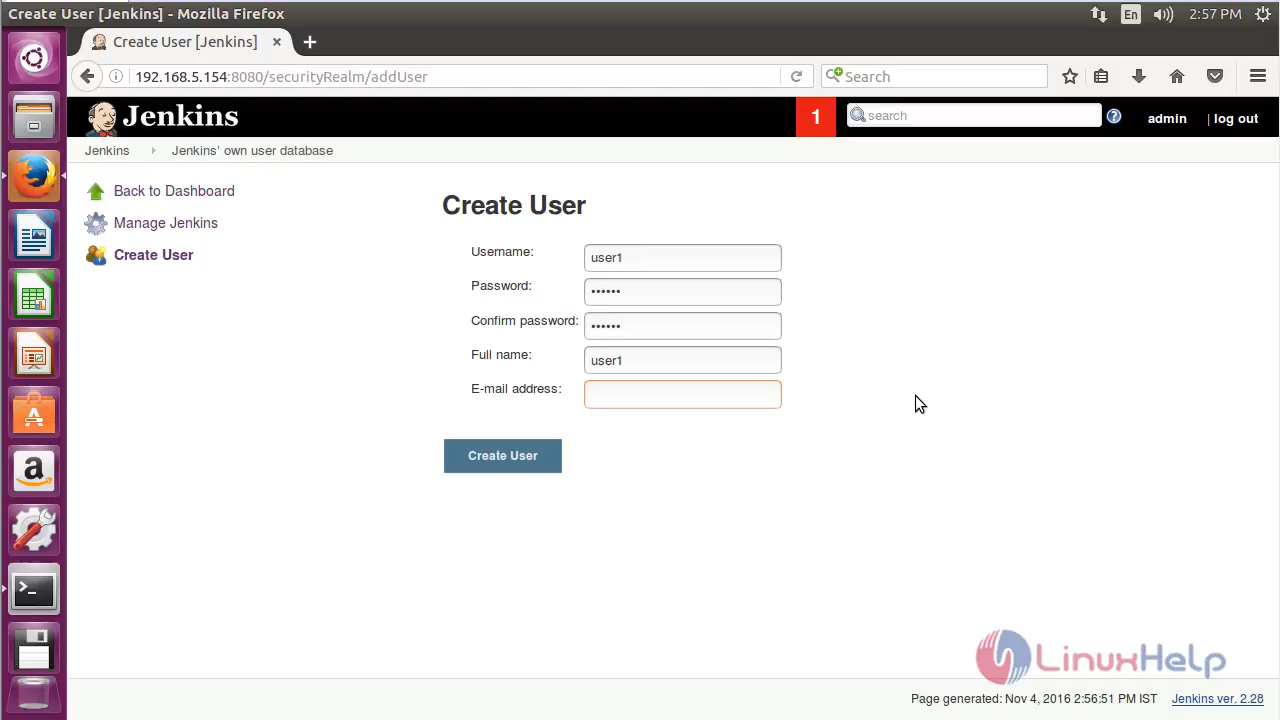 Create User [Jenkins] - Mozilla Firefox
En
2:57 PM
Create User [Jenkins]
192.168.5.154:8080/securityRealm/addUser
Search
Jenkins
1
search
admin
| log out
Jenkins
Jenkins' own user database
Back to Dashboard
Manage Jenkins
Create User
Create User
Username:
user1
Password:
••••••
Confirm password:
••••••
Full name:
user1
E-mail address:
Create User
LinuxHelp
Page generated: Nov 4, 2016 2:56:51 PM IST
Jenkins ver. 2.28